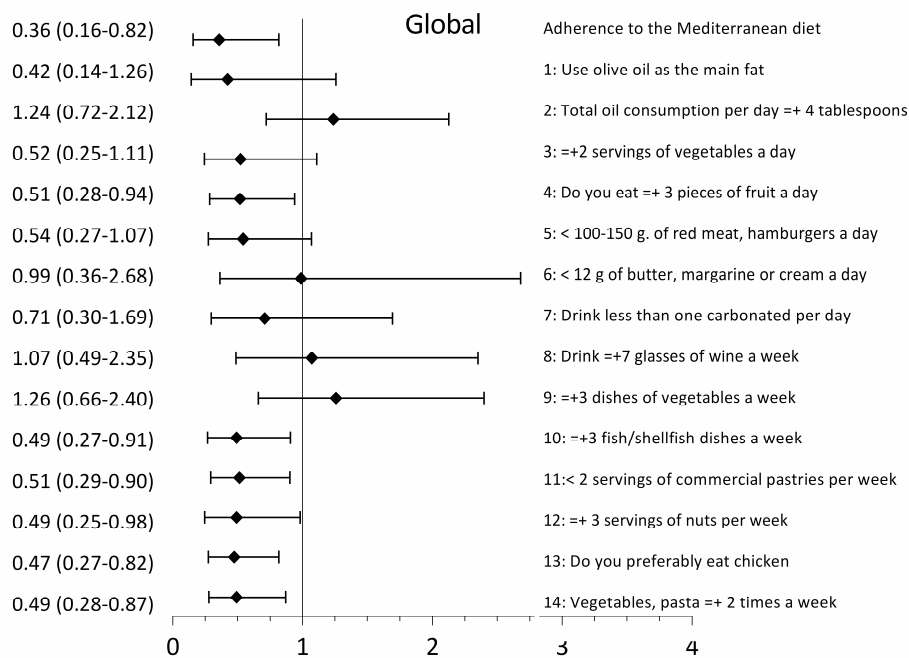 Global
0.36 (0.16-0.82) Adherence to the Mediterranean diet
0.42 (0.14-1.26) 1: Use olive oil as the main fat
1.24 (0.72-2.12) 2: Total oil consumption per day =+ 4 tablespoons
0.52 (0.25-1.11) 3: =+2 servings of vegetables a day
0.51 (0.28-0.94) 4: Do you eat =+ 3 pieces of fruit a day
0.54 (0.27-1.07) 5: < 100-150 g. of red meat, hamburgers a day
0.99 (0.36-2.68) 6: < 12 g of butter, margarine or cream a day
0.71 (0.30-1.69) 7: Drink less than one carbonated per day
1.07 (0.49-2.35) 8: Drink =+7 glasses of wine a week
1.26 (0.66-2.40) 9: =+3 dishes of vegetables a week
0.49 (0.27-0.91) 10: =+3 fish/shellfish dishes a week
0.51 (0.29-0.90) 11:< 2 servings of commercial pastries per week
0.49 (0.25-0.98) 12: =+ 3 servings of nuts per week
0.47 (0.27-0.82) 13: Do you preferably eat chicken
0.49 (0.28-0.87) 14: Vegetables, pasta =+ 2 times a week
0 1 2 3 4